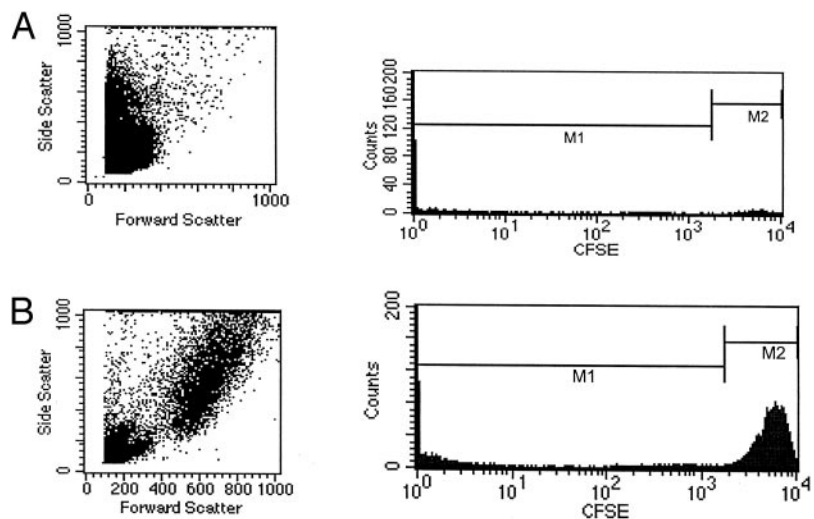 A
Side Scatter
1000
0
0
1000
Forward Scatter
Counts
0 40 80 120 160 200
M1
M2
10^0 10^1 10^2 10^3 10^4
CFSE
B
Side Scatter
1000
0
0 200 400 600 800 1000
Forward Scatter
Counts
200
0
M1
M2
10^0 10^1 10^2 10^3 10^4
CFSE